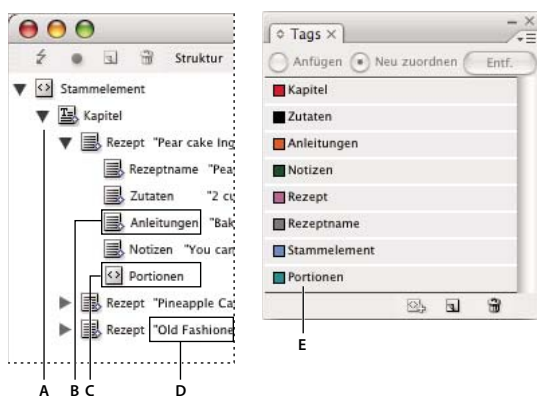 Struktur
Stammelement
Kapitel
Rezept "Pear cake Ing
Rezeptname "Pea
Zutaten "2 cu
Anleitungen "Bak
Notizen "You can
Portionen
Rezept "Pineapple Ca
Rezept "Old Fashione
A B C D
Tags
Anfügen Neu zuordnen Entf.
Kapitel
Zutaten
Anleitungen
Notizen
Rezept
Rezeptname
Stammelement
Portionen
E